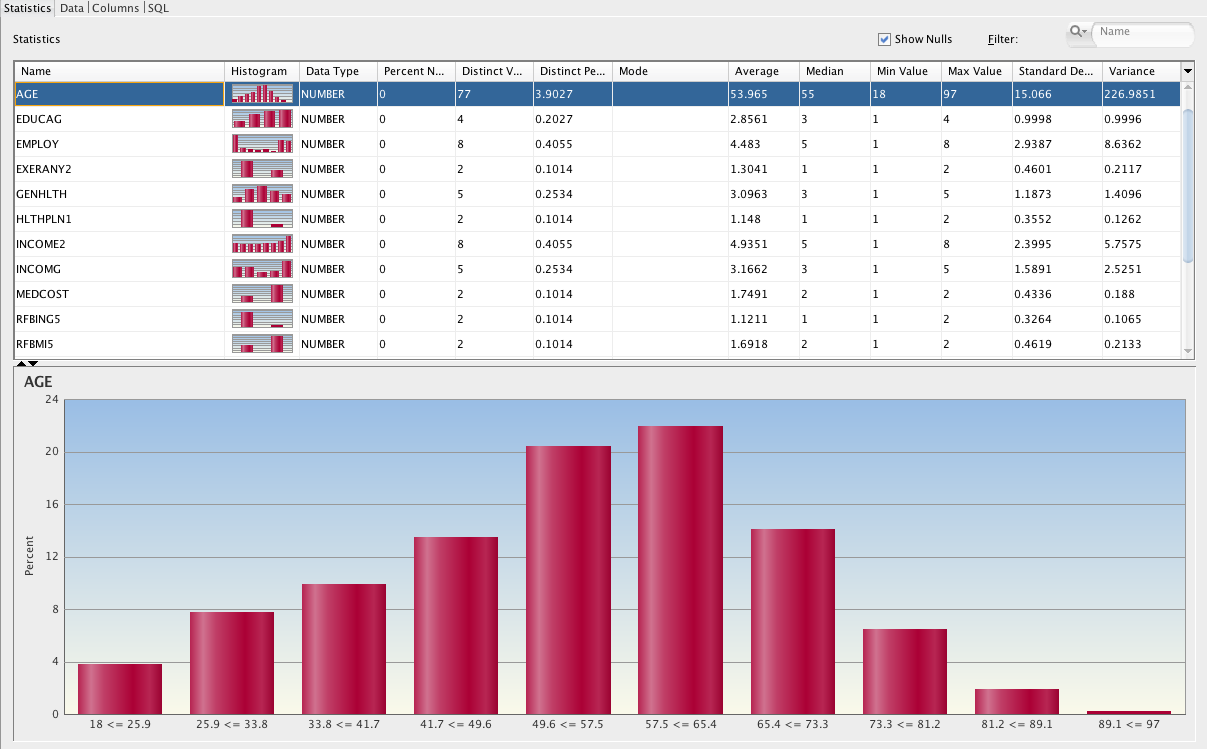 Statistics Data Columns SQL
Statistics Show Nulls Filter: Name
Name Histogram Data Type Percent N... Distinct V... Distinct Pe... Mode Average Median Min Value Max Value Standard De... Variance
AGE NUMBER 0 77 3.9027 53.965 55 18 97 15.066 226.9851
EDUCAG NUMBER 0 4 0.2027 2.8561 3 1 4 0.9998 0.9996
EMPLOY NUMBER 0 8 0.4055 4.483 5 1 8 2.9387 8.6362
EXERANY2 NUMBER 0 2 0.1014 1.3041 1 1 2 0.4601 0.2117
GENHLTH NUMBER 0 5 0.2534 3.0963 3 1 5 1.1873 1.4096
HLTHPLN1 NUMBER 0 2 0.1014 1.148 1 1 2 0.3552 0.1262
INCOME2 NUMBER 0 8 0.4055 4.9351 5 1 8 2.3995 5.7575
INCOMG NUMBER 0 5 0.2534 3.1662 3 1 5 1.5891 2.5251
MEDCOST NUMBER 0 2 0.1014 1.7491 2 1 2 0.4336 0.188
RFBING5 NUMBER 0 2 0.1014 1.1211 1 1 2 0.3264 0.1065
RFBMI5 NUMBER 0 2 0.1014 1.6918 2 1 2 0.4619 0.2133
AGE
24
20
16
12
8
4
0
Percent
18 <= 25.9 25.9 <= 33.8 33.8 <= 41.7 41.7 <= 49.6 49.6 <= 57.5 57.5 <= 65.4 65.4 <= 73.3 73.3 <= 81.2 81.2 <= 89.1 89.1 <= 97